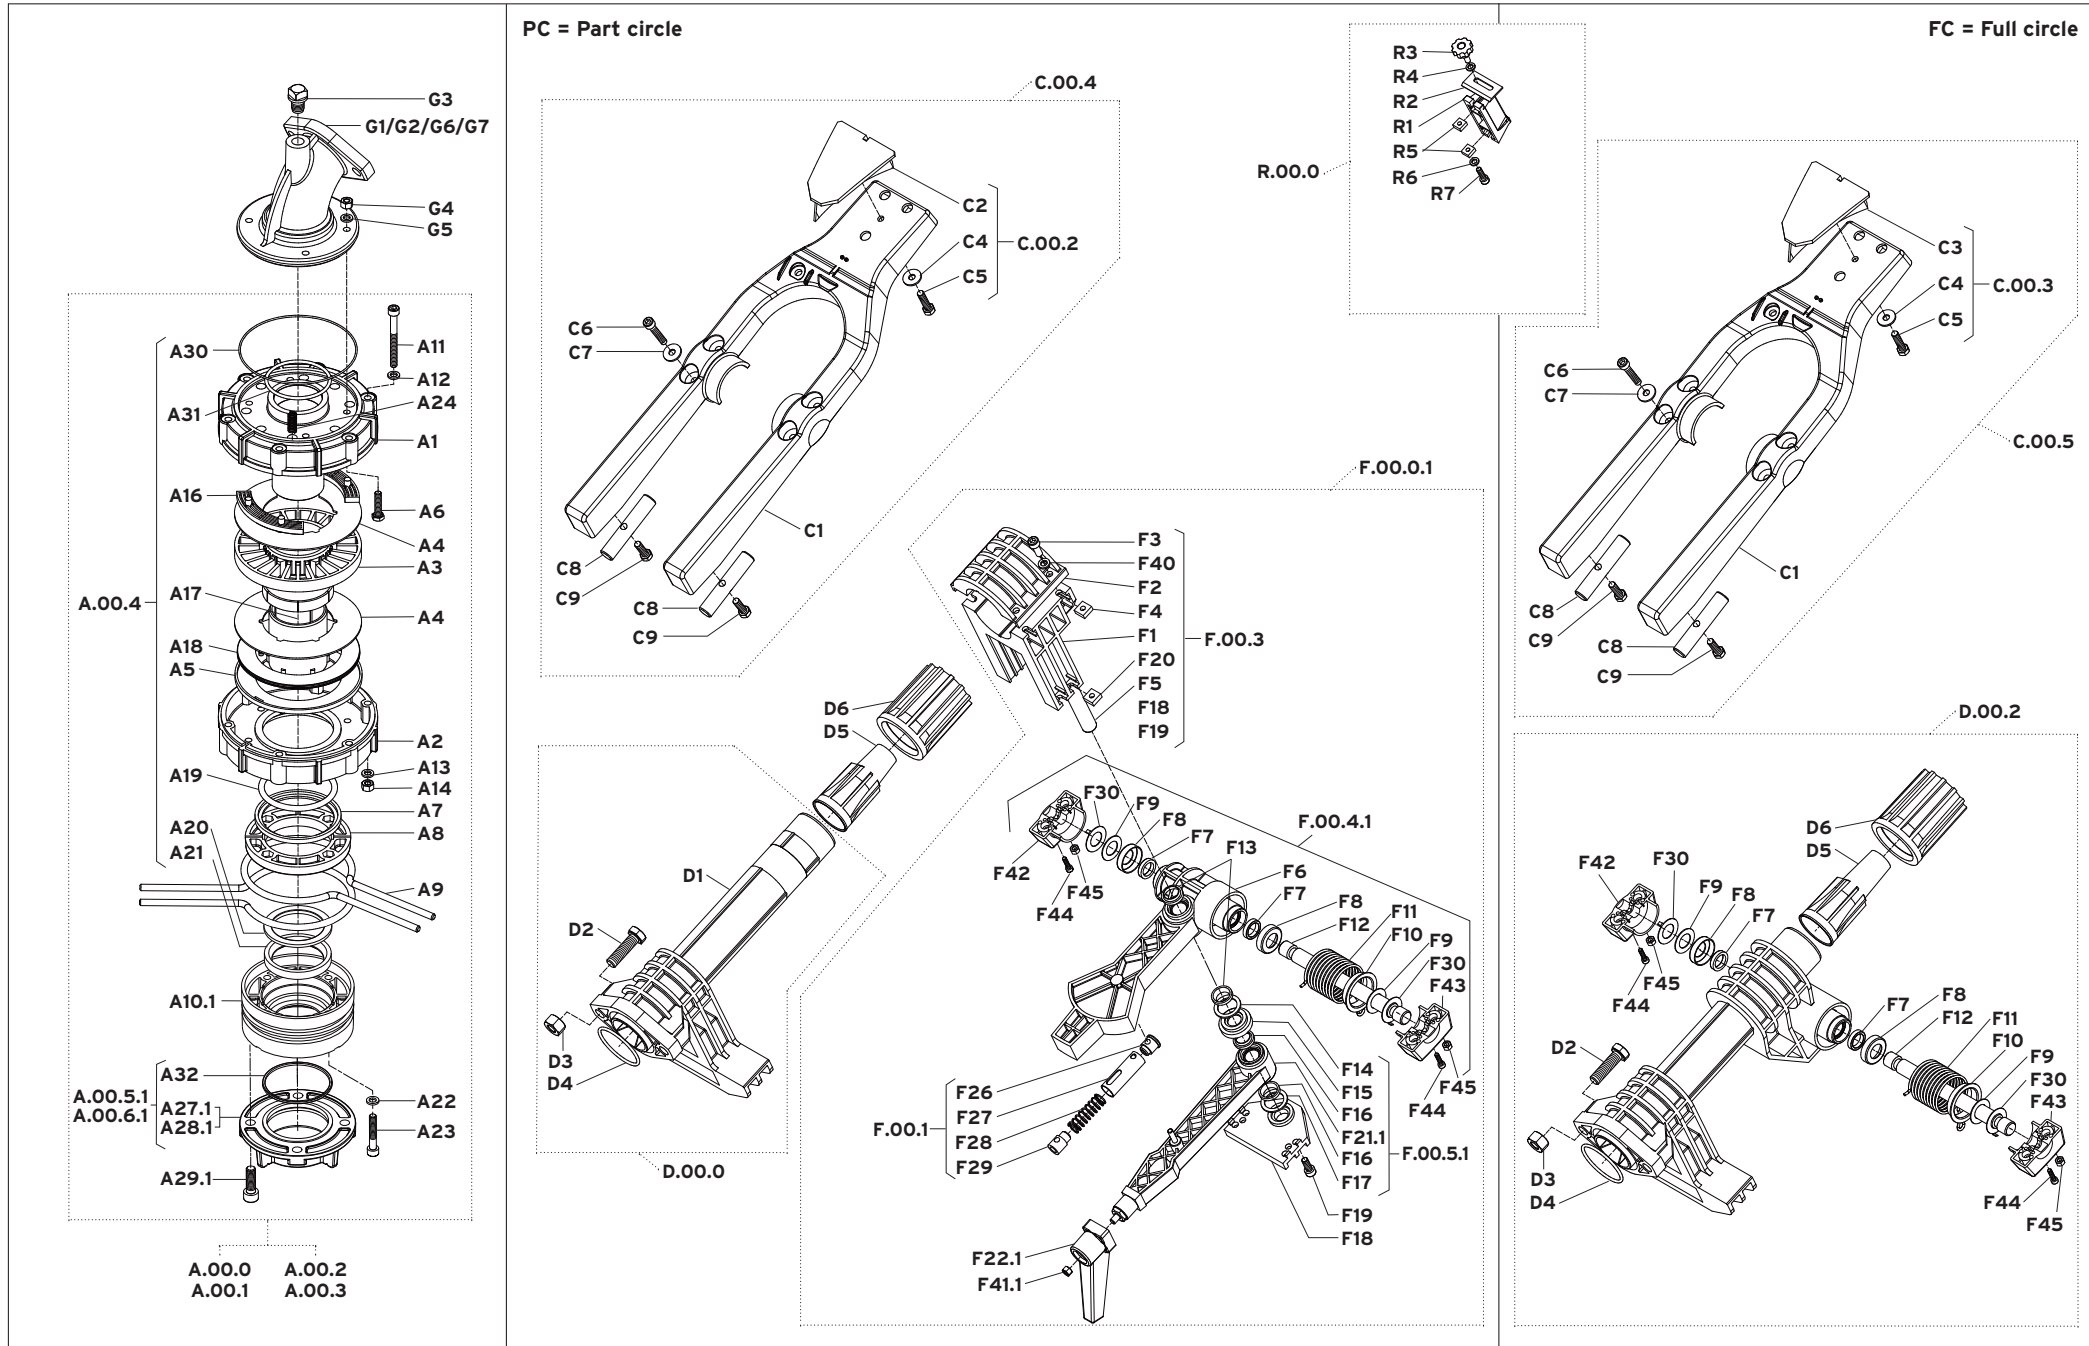 PC = Part circle
FC = Full circle
G3
G1/G2/G6/G7
G4
G5
A30
A11
A12
A31
A24
A1
A16
A6
A4
A3
A17
A.00.4
A4
A18
A5
A2
A19
A13
A14
A7
A20
A8
A21
A9
A10.1
A32
A.00.5.1
A.00.6.1
A27.1
A28.1
A22
A23
A29.1
A.00.0
A.00.2
A.00.1
A.00.3
C.00.4
C2
C4
C.00.2
C5
C6
C7
C1
C8
C9
C8
C9
R3
R4
R2
R1
R5
R6
R7
R.00.0
C3
C4
C.00.3
C5
C6
C7
C.00.5
C1
C8
C9
C8
C9
F.00.0.1
F3
F40
F2
F4
F1
F.00.3
F20
F5
F18
F19
D6
D5
D1
D2
D3
D4
D.00.0
F30
F9
F8
F7
F13
F.00.4.1
F42
F45
F44
F6
F7
F8
F12
F11
F10
F9
F30
F43
F45
F44
F14
F15
F16
F21.1
F16
F17
F.00.5.1
F19
F18
F26
F27
F28
F29
F.00.1
F22.1
F41.1
D.00.2
D6
D5
F42
F30
F9
F8
F7
F45
F44
D2
D3
D4
F7
F8
F12
F11
F10
F9
F30
F43
F44
F45